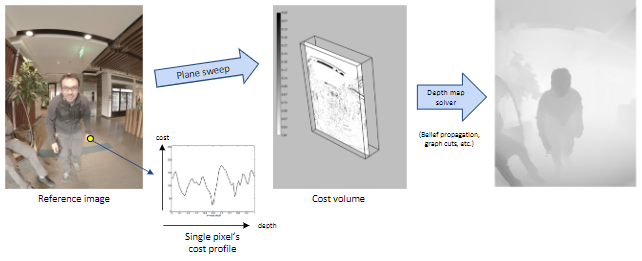 Plane sweep
Depth map
solver
(Belief propagation,
graph cuts, etc.)
cost
depth
Reference image
Cost volume
Single pixel's
cost profile